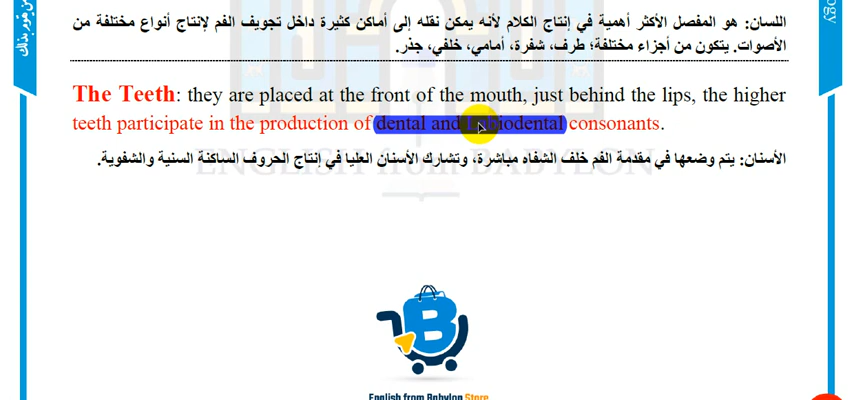 اللسان: هو المفصل الأكثر أهمية في إنتاج الكلام لأنه يمكن نقله إلى أماكن كثيرة داخل تجويف الفم لإنتاج أنواع مختلفة من
الأصوات. يتكون من أجزاء مختلفة؛ طرف، شفرة، أمامي، خلفي، جذر.
The Teeth: they are placed at the front of the mouth, just behind the lips, the higher
teeth participate in the production of dental and Labiodental consonants.
الأسنان: يتم وضعها في مقدمة الفم خلف الشفاه مباشرة، وتشارك الأسنان العليا في إنتاج الحروف الساكنة السنية والشفوية.
ENGLISH from BABYLON
B
English from Babylon Store